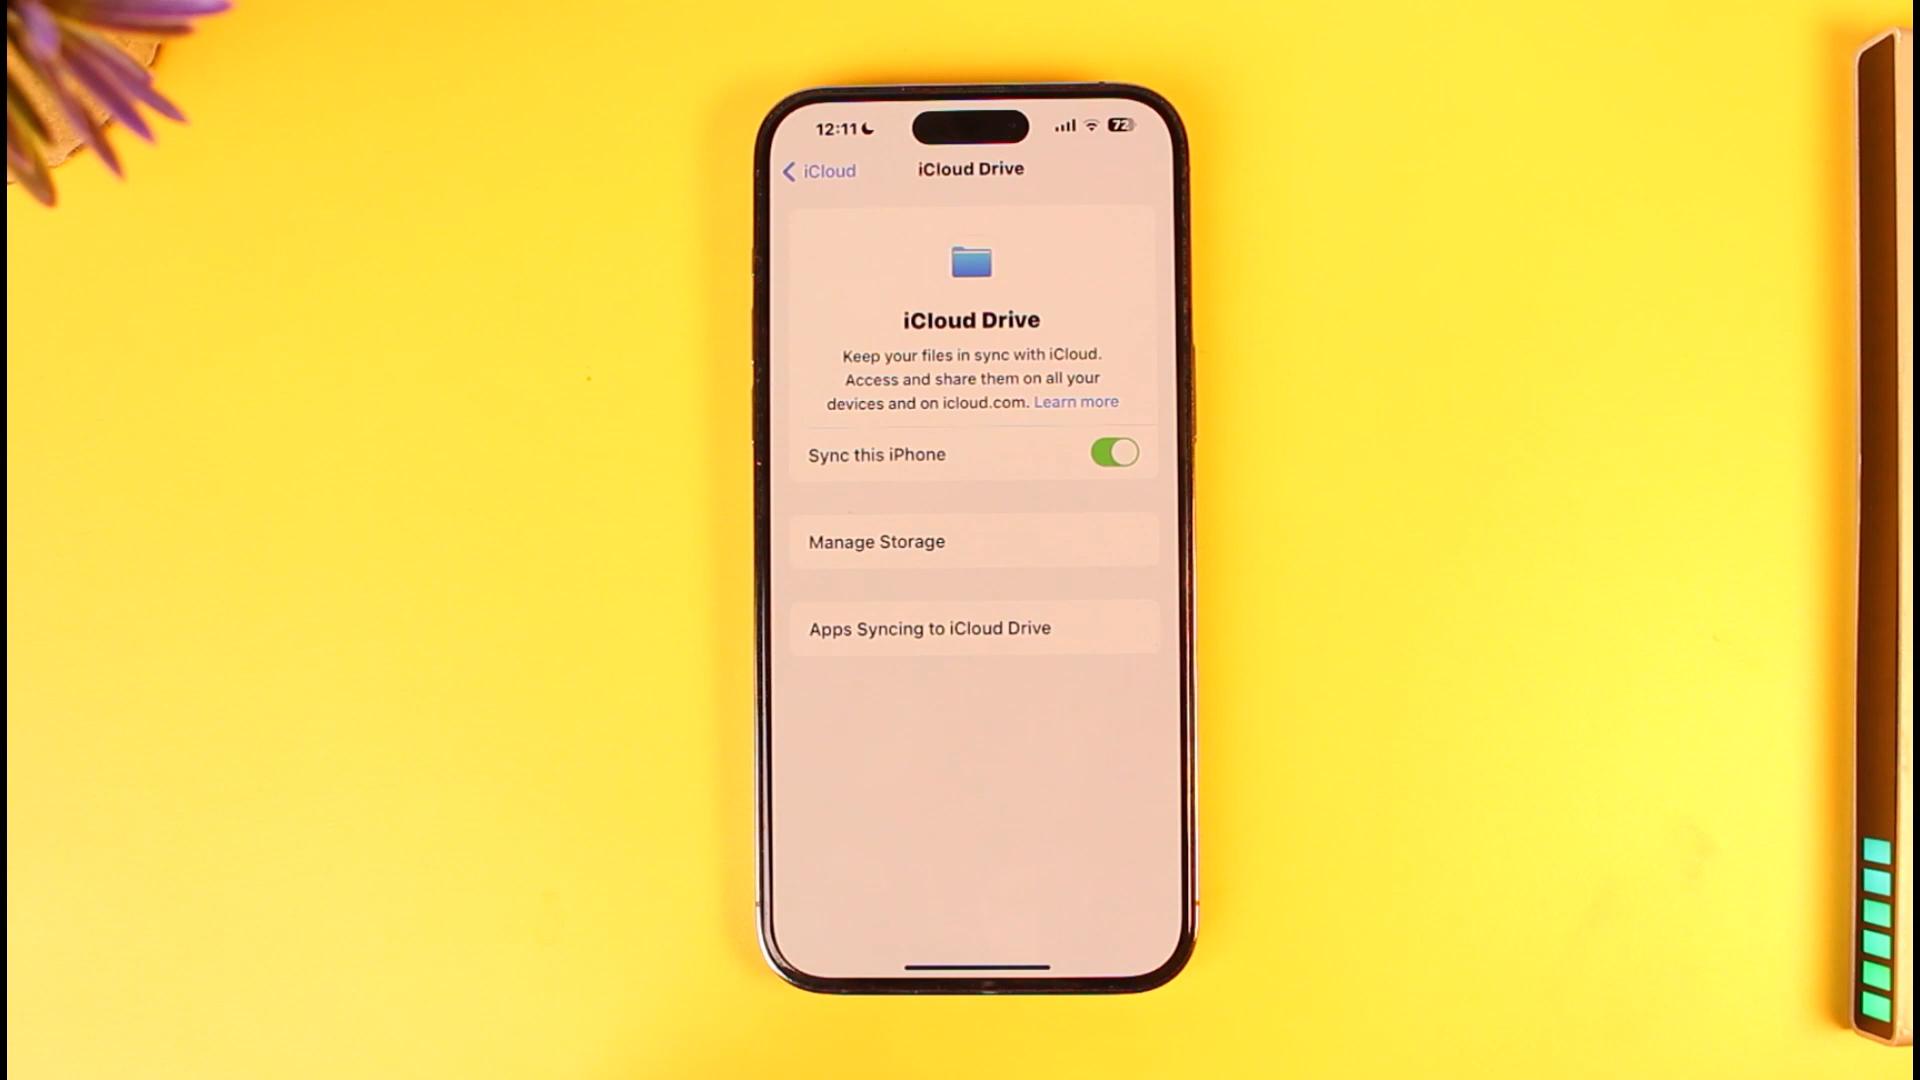 12:11
72
iCloud
iCloud Drive
iCloud Drive
Keep your files in sync with iCloud.
Access and share them on all your
devices and on icloud.com. Learn more
Sync this iPhone
Manage Storage
Apps Syncing to iCloud Drive